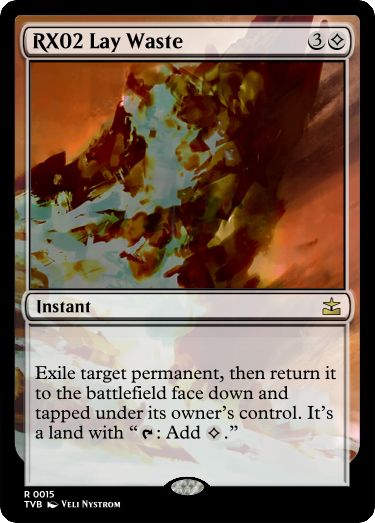 RX02 Lay Waste 3
Instant
Exile target permanent, then return it
to the battlefield face down and
tapped under its owner’s control. It’s
a land with “: Add .”
R 0015
TVB VELI NYSTROM